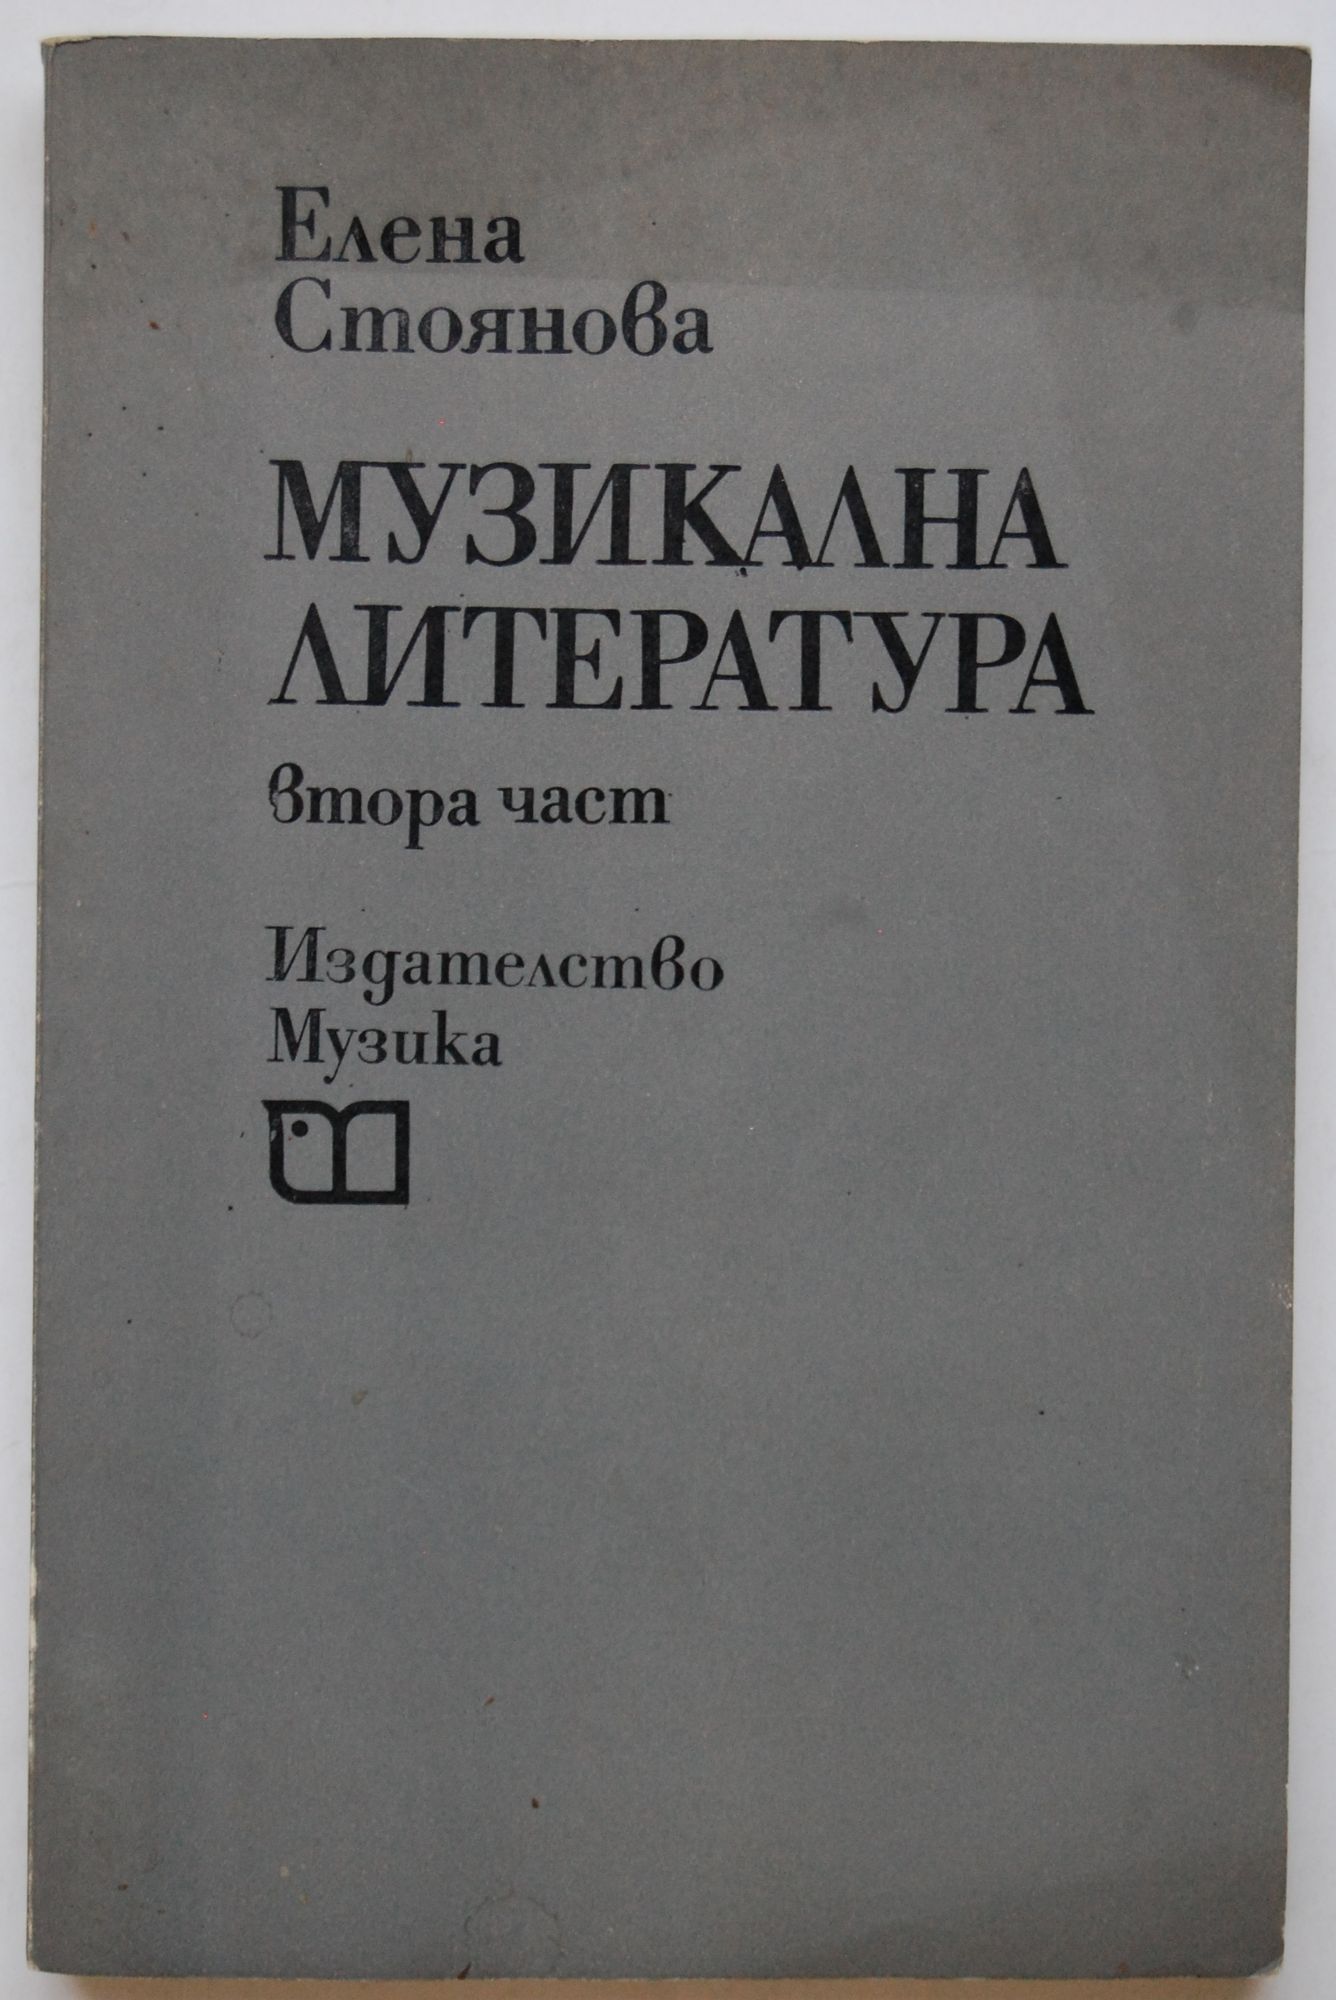 Елена
Стоянова
МУЗИКАЛНА
ЛИТЕРАТУРА
втора част
Издателство
Музика